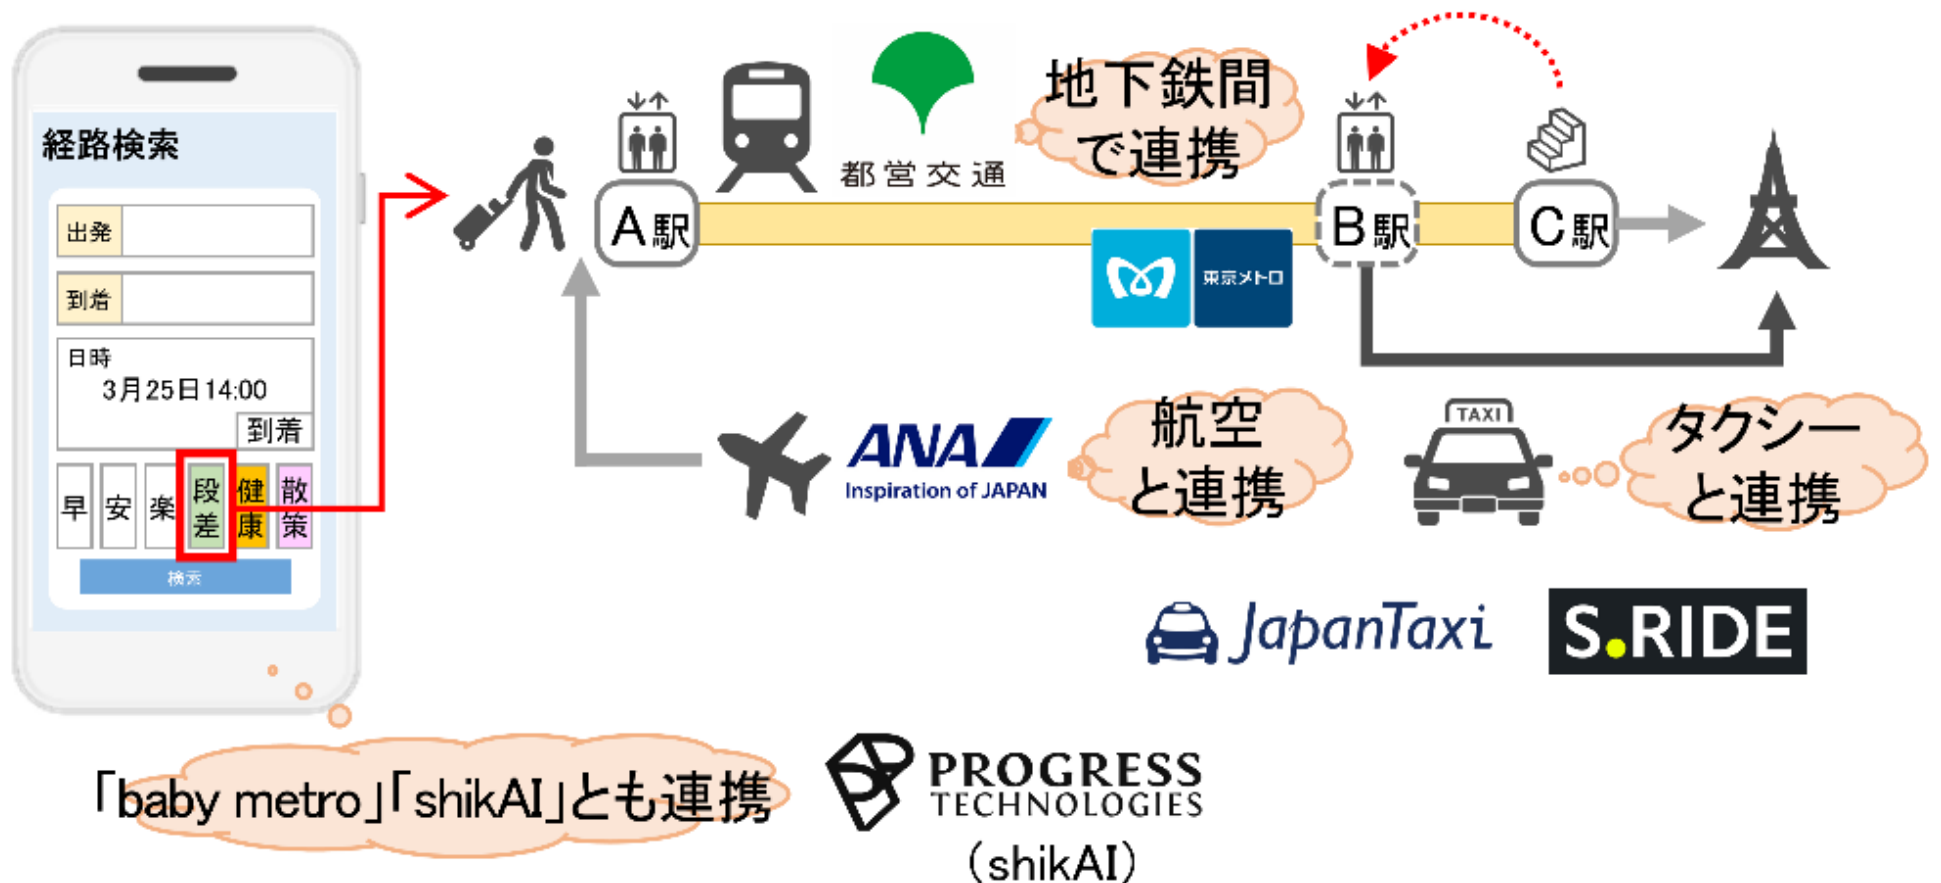 経路検索
出発
到着
日時
3月25日14:00
到着
早
安
楽
段差
健康
散策
検索
A駅
都営交通
地下鉄間
で連携
東京メトロ
B駅
C駅
ANA
Inspiration of JAPAN
航空
と連携
TAXI
タクシー
と連携
JapanTaxi
S.RIDE
「baby metro」「shikAI」とも連携
PROGRESS
TECHNOLOGIES
（shikAI）